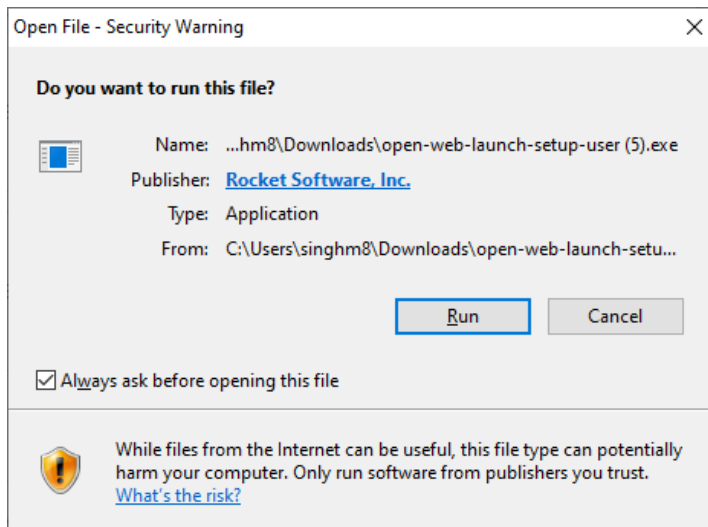 Open File - Security Warning
Do you want to run this file?
Name: ...hm8\Downloads\open-web-launch-setup-user (5).exe
Publisher: Rocket Software, Inc.
Type: Application
From: C:\Users\singhm8\Downloads\open-web-launch-setu...
Run Cancel
Always ask before opening this file
While files from the Internet can be useful, this file type can potentially
harm your computer. Only run software from publishers you trust.
What's the risk?